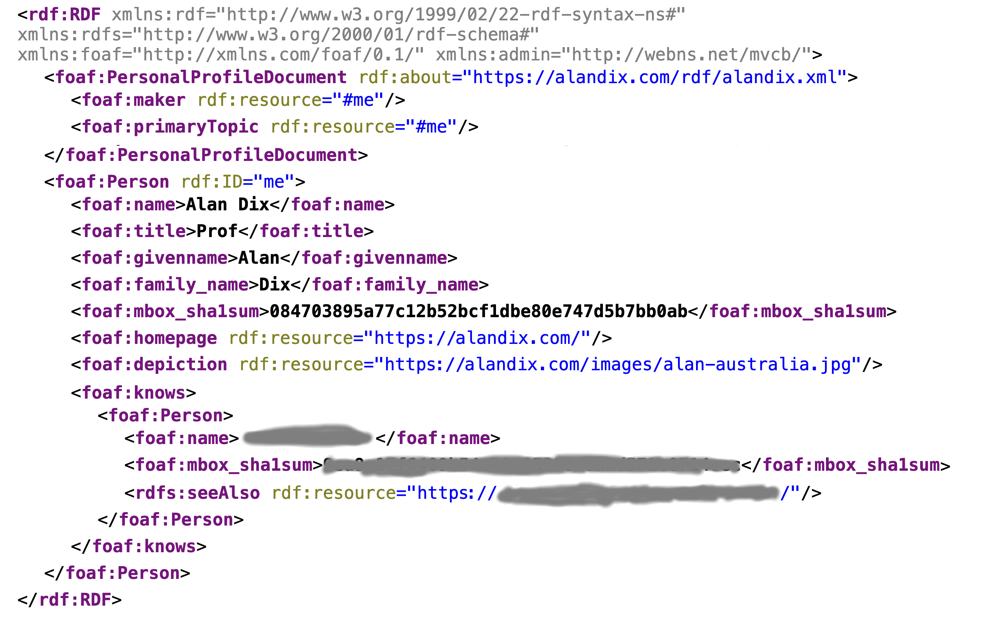 <rdf:RDF xmlns:rdf="http://www.w3.org/1999/02/22-rdf-syntax-ns#"
xmlns:rdfs="http://www.w3.org/2000/01/rdf-schema#"
xmlns:foaf="http://xmlns.com/foaf/0.1/" xmlns:admin="http://webns.net/mvcb/">
<foaf:PersonalProfileDocument rdf:about="https://alandix.com/rdf/alandix.xml">
<foaf:maker rdf:resource="#me"/>
<foaf:primaryTopic rdf:resource="#me"/>
</foaf:PersonalProfileDocument>
<foaf:Person rdf:ID="me">
<foaf:name>Alan Dix</foaf:name>
<foaf:title>Prof</foaf:title>
<foaf:givenname>Alan</foaf:givenname>
<foaf:family_name>Dix</foaf:family_name>
<foaf:mbox_sha1sum>084703895a77c12b52bcf1dbe80e747d5b7bb0ab</foaf:mbox_sha1sum>
<foaf:homepage rdf:resource="https://alandix.com/"/>
<foaf:depiction rdf:resource="https://alandix.com/images/alan-australia.jpg"/>
<foaf:knows>
<foaf:Person>
<foaf:name></foaf:name>
<foaf:mbox_sha1sum></foaf:mbox_sha1sum>
<rdfs:seeAlso rdf:resource="https:///"/>
</foaf:Person>
</foaf:knows>
</foaf:Person>
</rdf:RDF>